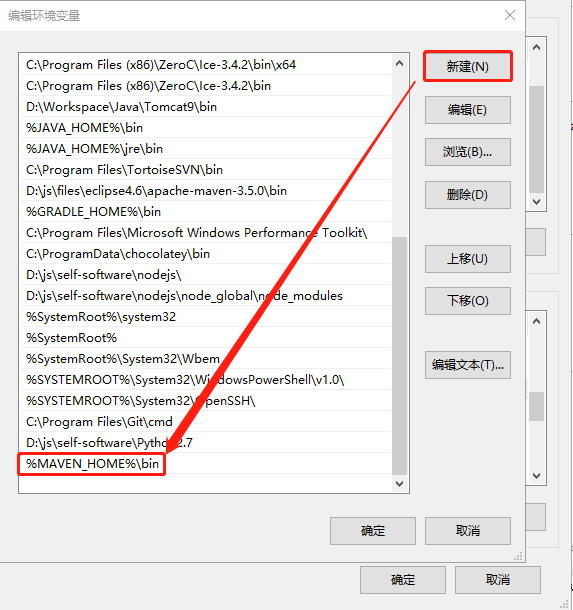 编辑环境变量
C:\Program Files (x86)\ZeroC\Ice-3.4.2\bin\x64
C:\Program Files (x86)\ZeroC\Ice-3.4.2\bin
D:\Workspace\Java\Tomcat9\bin
%JAVA_HOME%\bin
%JAVA_HOME%\jre\bin
C:\Program Files\TortoiseSVN\bin
D:\js\files\eclipse4.6\apache-maven-3.5.0\bin
%GRADLE_HOME%\bin
C:\Program Files\Microsoft Windows Performance Toolkit\
C:\ProgramData\chocolatey\bin
D:\js\self-software\nodejs\
D:\js\self-software\nodejs\node_global\node_modules
%SystemRoot%\system32
%SystemRoot%
%SystemRoot%\System32\Wbem
%SYSTEMROOT%\System32\WindowsPowerShell\v1.0\
%SYSTEMROOT%\System32\OpenSSH\
C:\Program Files\Git\cmd
D:\js\self-software\Python2.7
%MAVEN_HOME%\bin
新建(N)
编辑(E)
浏览(B)...
删除(D)
上移(U)
下移(O)
编辑文本(T)...
确定
取消
确定
取消